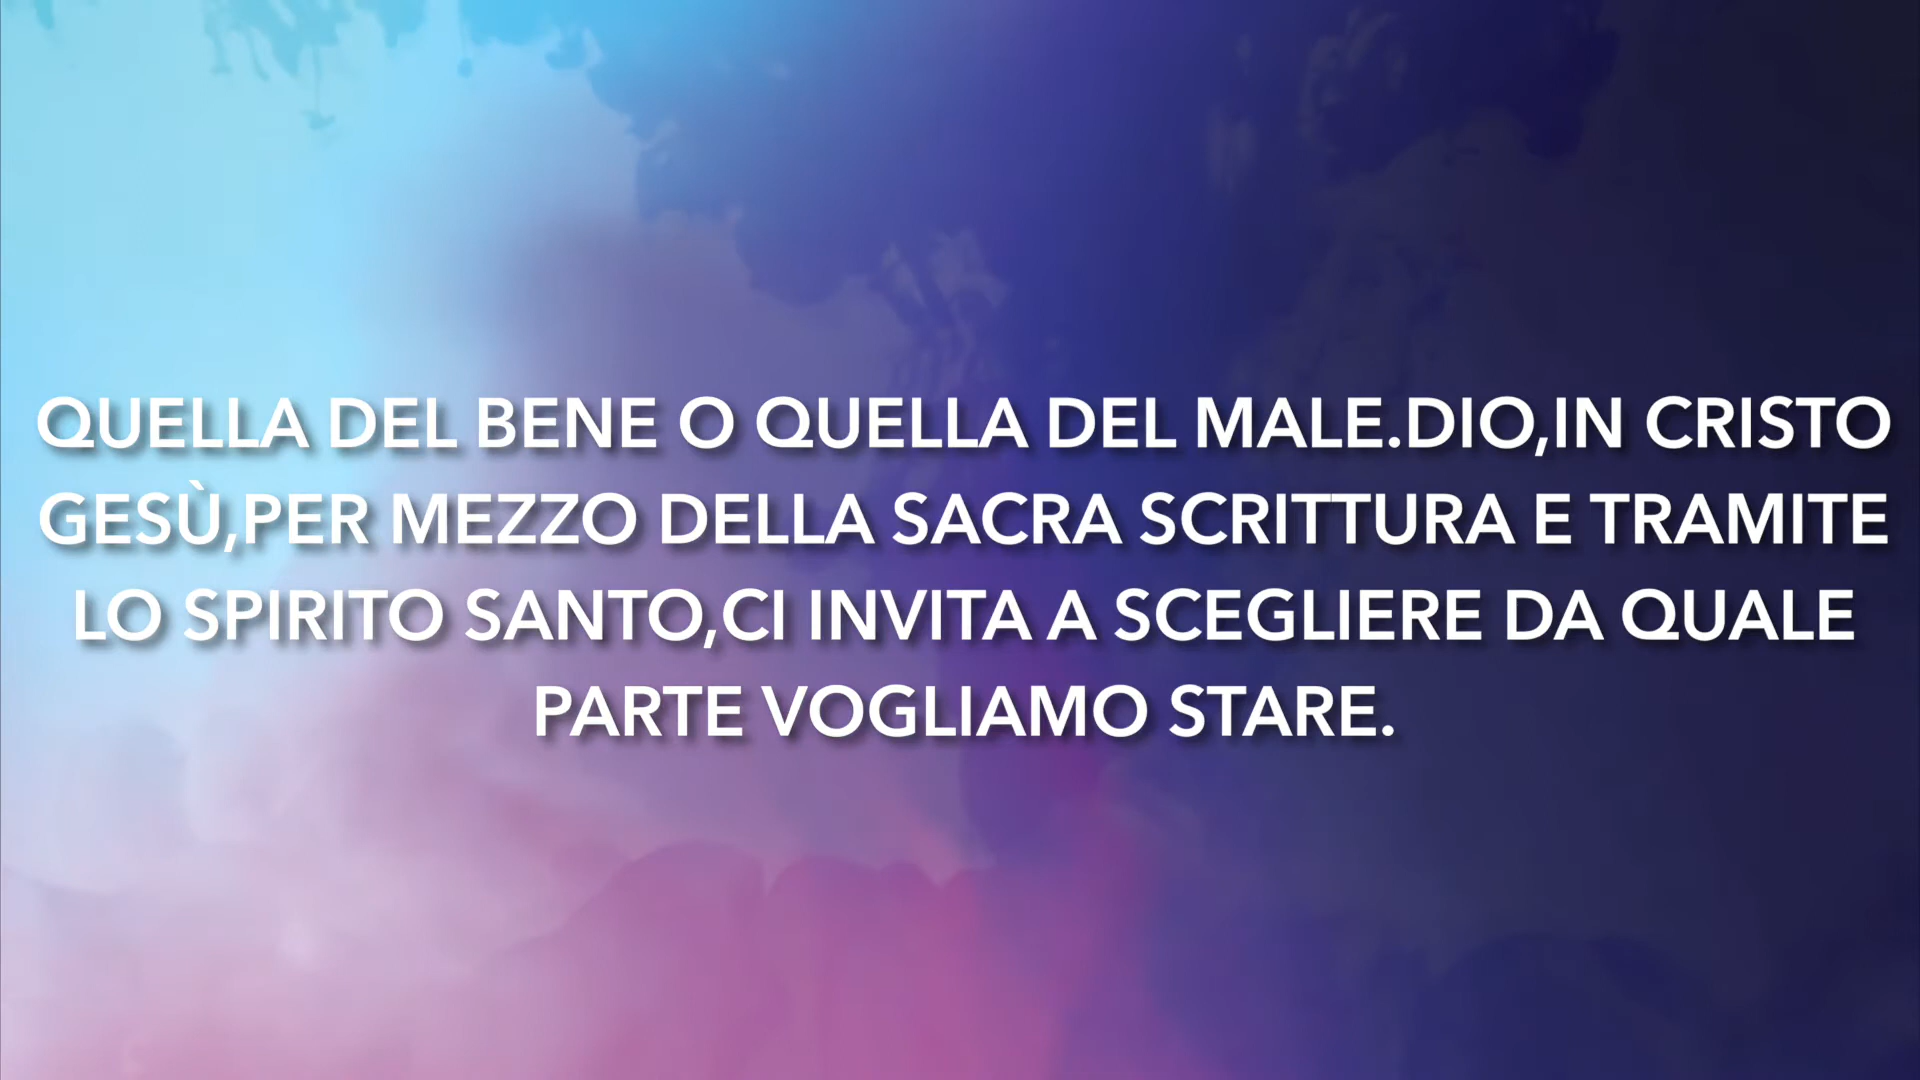 QUELLA DEL BENE O QUELLA DEL MALE.DIO,IN CRISTO
GESÙ,PER MEZZO DELLA SACRA SCRITTURA E TRAMITE
LO SPIRITO SANTO,CI INVITA A SCEGLIERE DA QUALE
PARTE VOGLIAMO STARE.